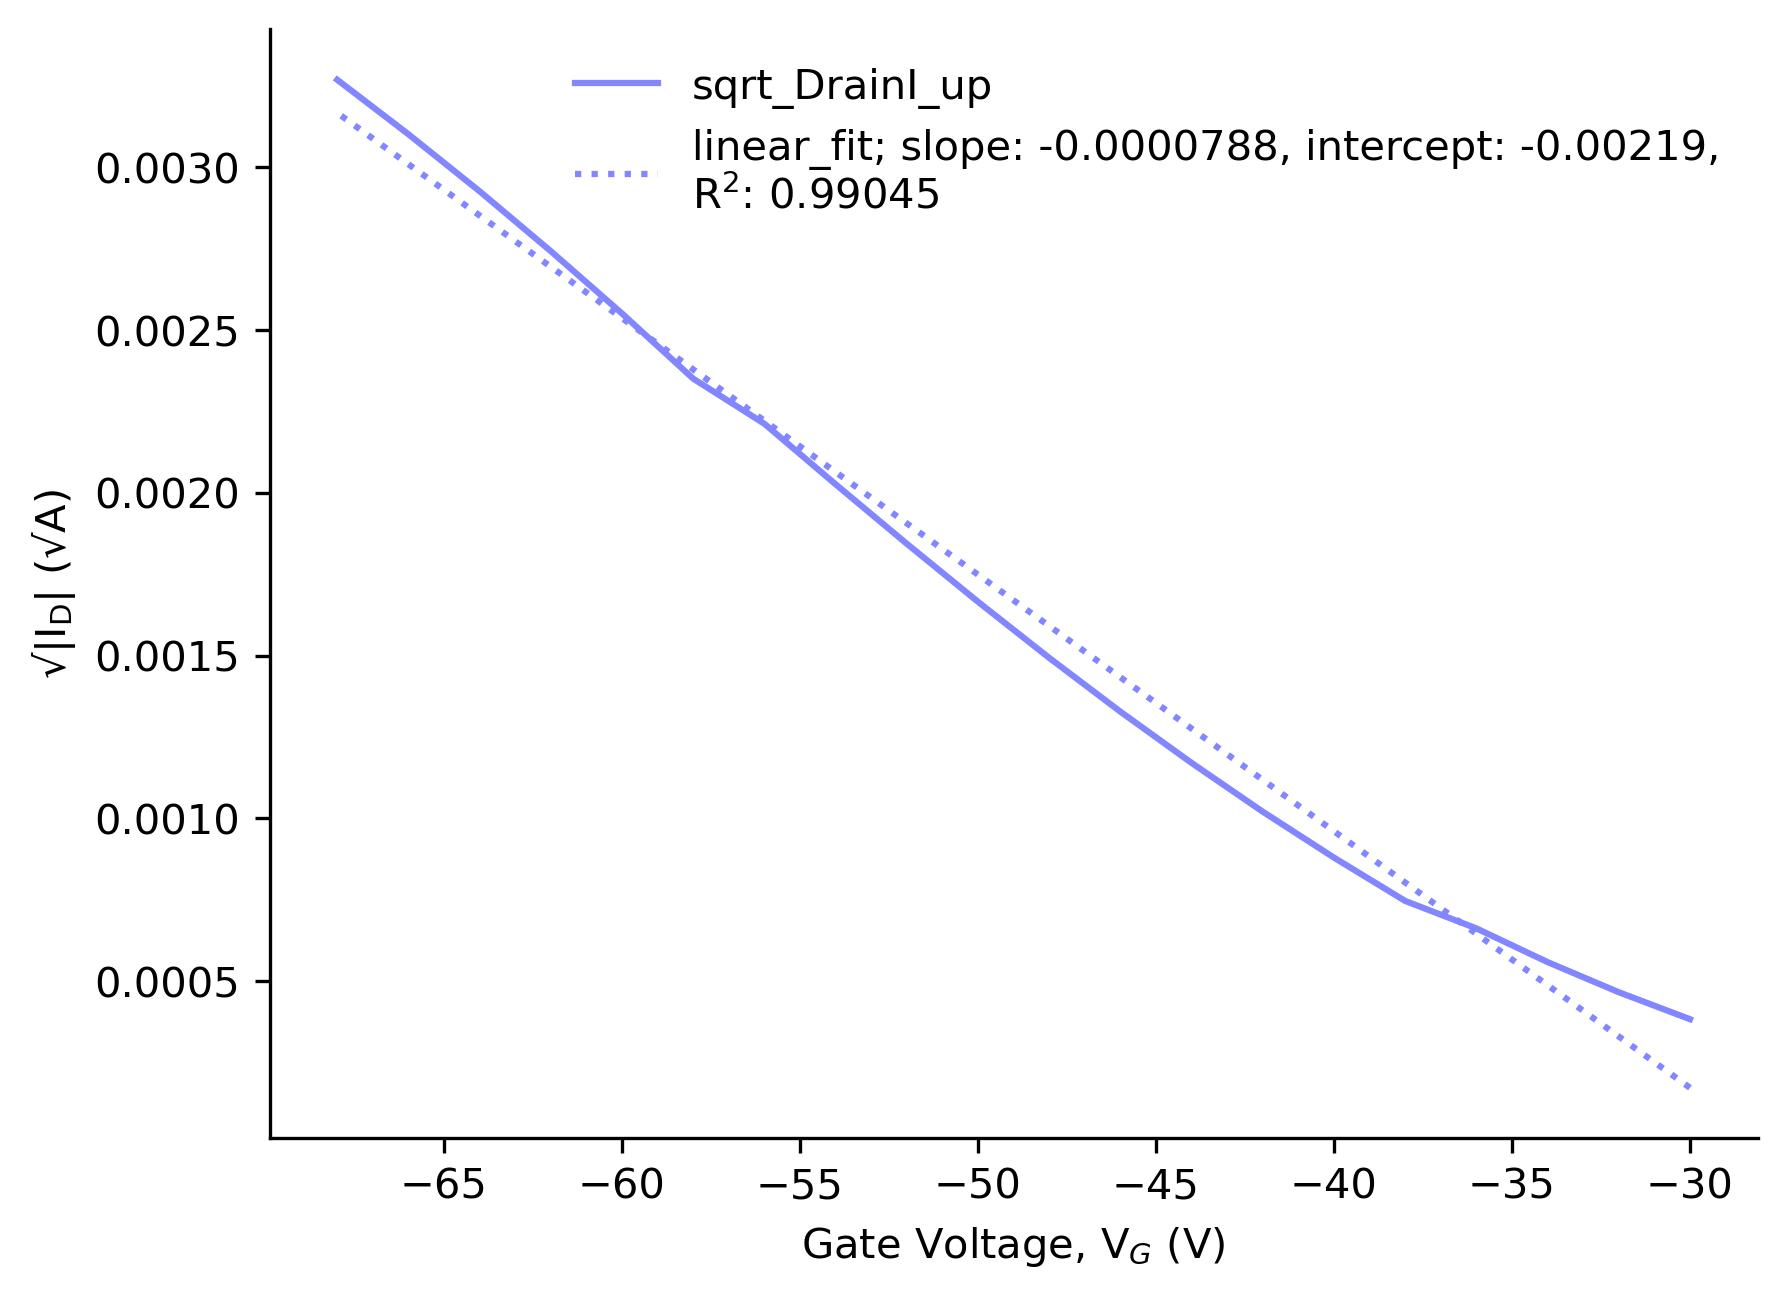 sqrt_DrainI_up
linear_fit; slope: -0.0000788, intercept: -0.00219,
R²: 0.99045
0.0030
0.0025
0.0020
0.0015
0.0010
0.0005
√|I_D| (√A)
−65 −60 −55 −50 −45 −40 −35 −30
Gate Voltage, V_G (V)